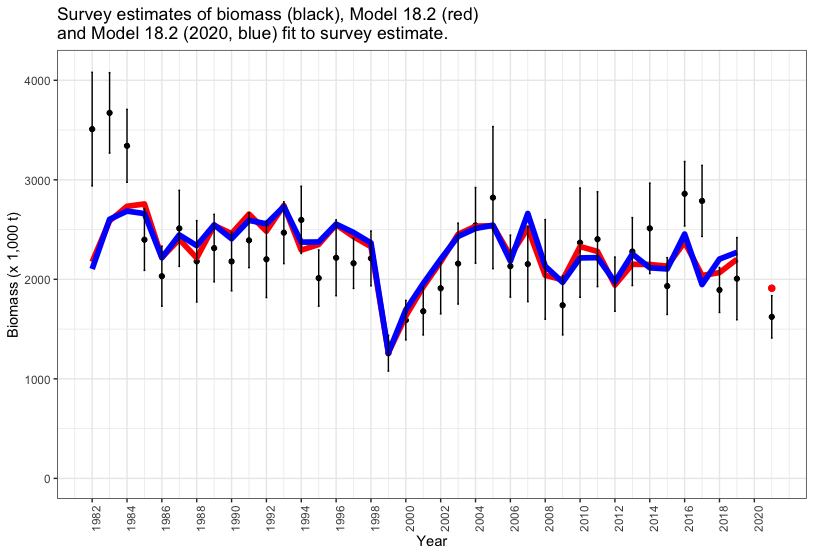 Survey estimates of biomass (black), Model 18.2 (red)
and Model 18.2 (2020, blue) fit to survey estimate.
Biomass (x 1,000 t)
4000
3000
2000
1000
0
1982 1984 1986 1988 1990 1992 1994 1996 1998 2000 2002 2004 2006 2008 2010 2012 2014 2016 2018 2020
Year